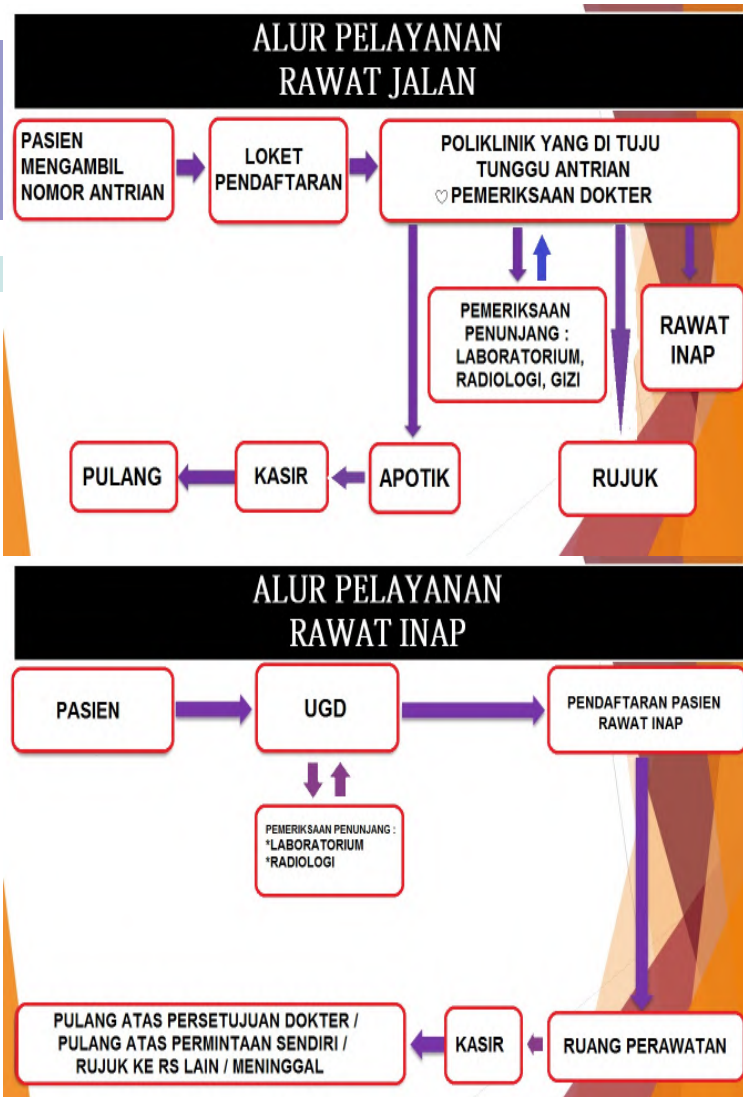 ALUR PELAYANAN
RAWAT JALAN
PASIEN
MENGAMBIL
NOMOR ANTRIAN
LOKET
PENDAFTARAN
POLIKLINIK YANG DI TUJU
TUNGGU ANTRIAN
♡ PEMERIKSAAN DOKTER
PEMERIKSAAN
PENUNJANG :
LABORATORIUM,
RADIOLOGI, GIZI
RAWAT
INAP
PULANG
KASIR
APOTIK
RUJUK
ALUR PELAYANAN
RAWAT INAP
PASIEN
UGD
PENDAFTARAN PASIEN
RAWAT INAP
PEMERIKSAAN PENUNJANG :
*LABORATORIUM
*RADIOLOGI
PULANG ATAS PERSETUJUAN DOKTER /
PULANG ATAS PERMINTAAN SENDIRI /
RUJUK KE RS LAIN / MENINGGAL
KASIR
RUANG PERAWATAN